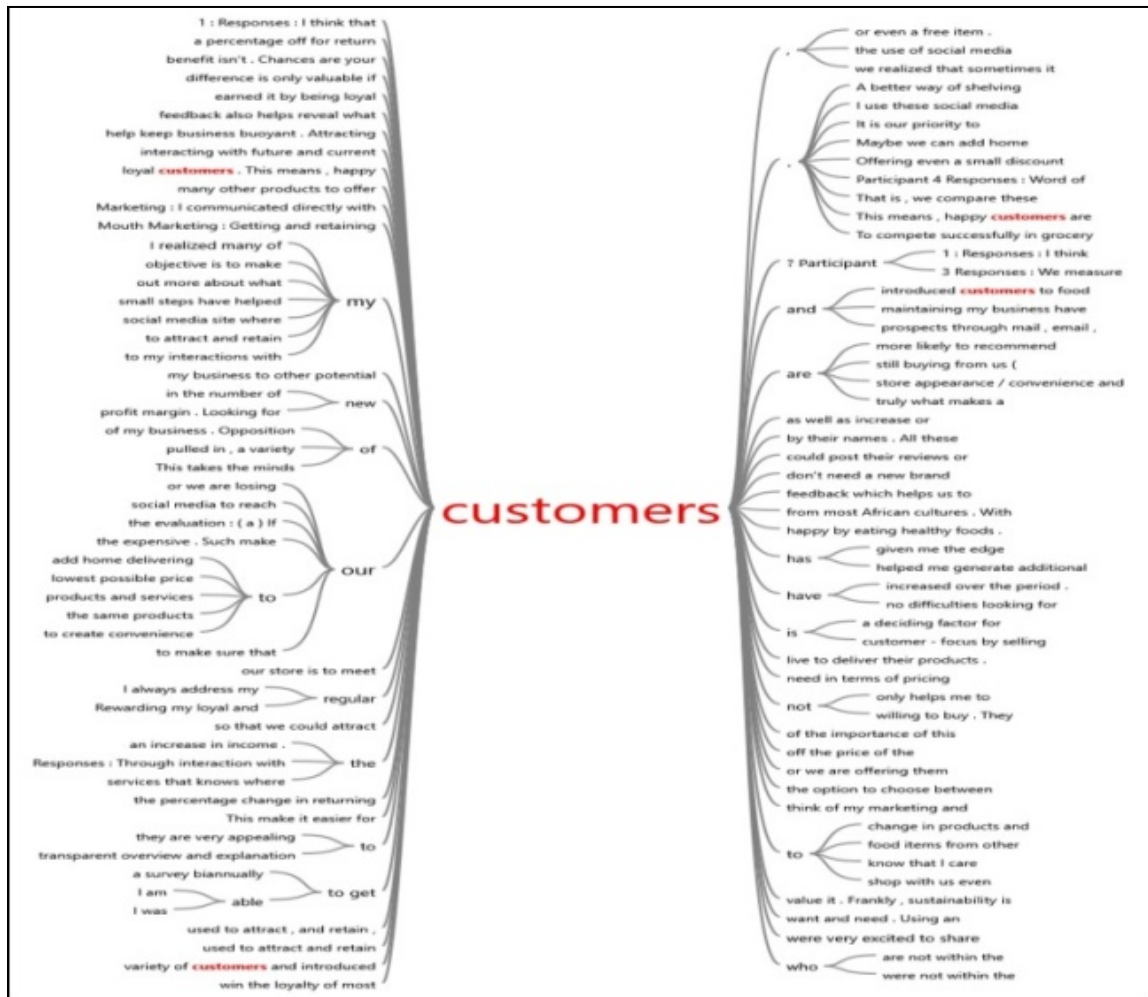 1 : Responses : I think that
a percentage off for return
benefit isn't . Chances are your
difference is only valuable if
earned it by being loyal
feedback also helps reveal what
help keep business buoyant . Attracting
interacting with future and current
loyal customers . This means , happy
many other products to offer
Marketing : I communicated directly with
Mouth Marketing : Getting and retaining
I realized many of
objective is to make
out more about what
small steps have helped
my
social media site where
to attract and retain
to my interactions with
my business to other potential
in the number of
new
profit margin . Looking for
of my business . Opposition
pulled in , a variety
of
This takes the minds
or we are losing
social media to reach
the evaluation : ( a ) If
the expensive . Such make
our
add home delivering
lowest possible price
products and services
to
the same products
to create convenience
to make sure that
our store is to meet
I always address my
regular
Rewarding my loyal and
so that we could attract
an increase in income .
Responses : Through interaction with
the
services that knows where
the percentage change in returning
This make it easier for
they are very appealing
to
transparent overview and explanation
a survey biannually
to get
I am
able
I was
used to attract , and retain ,
used to attract and retain
variety of customers and introduced
win the loyalty of most
customers
,
or even a free item .
the use of social media
we realized that sometimes it
.
A better way of shelving
I use these social media
It is our priority to
Maybe we can add home
Offering even a small discount
Participant 4 Responses : Word of
That is , we compare these
This means , happy customers are
To compete successfully in grocery
? Participant
1 : Responses : I think
3 Responses : We measure
and
introduced customers to food
maintaining my business have
prospects through mail , email ,
are
more likely to recommend
still buying from us (
store appearance / convenience and
truly what makes a
as well as increase or
by their names . All these
could post their reviews or
don't need a new brand
feedback which helps us to
from most African cultures . With
happy by eating healthy foods .
has
given me the edge
helped me generate additional
have
increased over the period .
no difficulties looking for
is
a deciding factor for
customer - focus by selling
live to deliver their products .
need in terms of pricing
not
only helps me to
willing to buy . They
of the importance of this
off the price of the
or we are offering them
the option to choose between
think of my marketing and
to
change in products and
food items from other
know that I care
shop with us even
value it . Frankly , sustainability is
want and need . Using an
were very excited to share
who
are not within the
were not within the